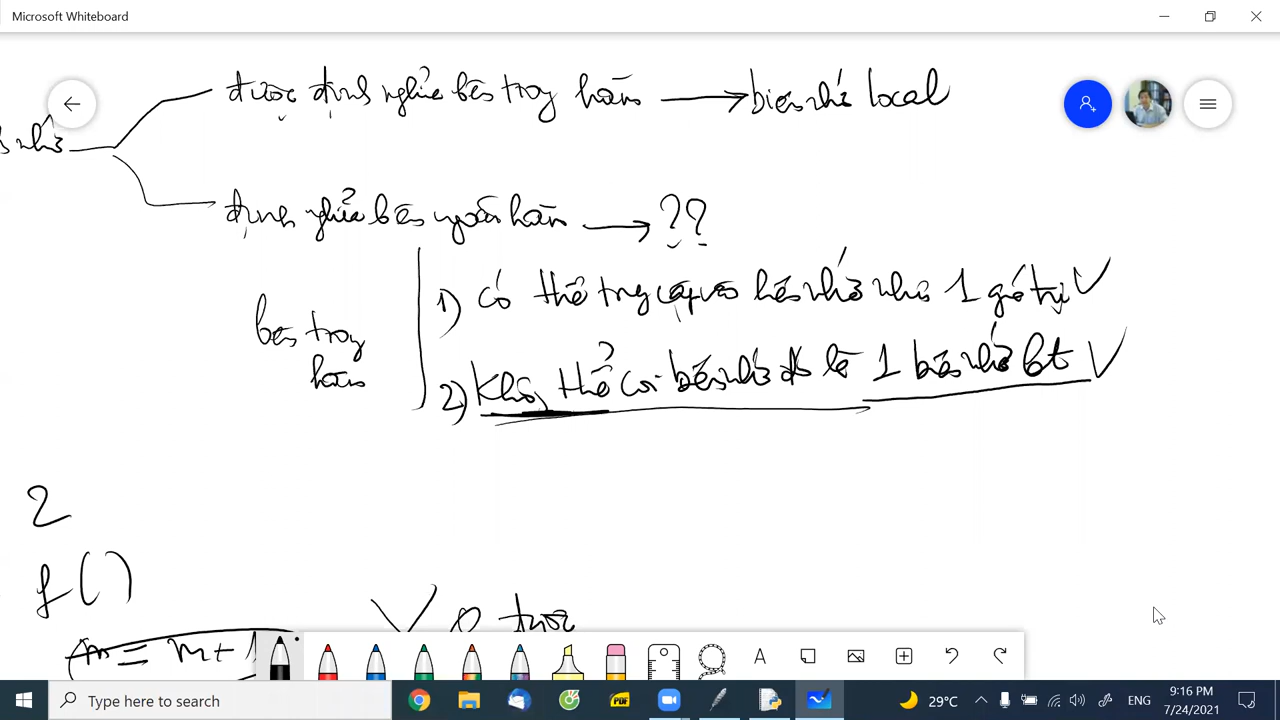 Microsoft Whiteboard
được định nghĩa bên trong hàm → biến nhớ local
nhớ
định nghĩa bên ngoài hàm → ??
1) Có thể truy cập vào biến nhớ như 1 giá trị ✓
bên trong
hàm
2) Không thể coi biến nhớ đó là 1 biến nhớ bt ✓
2
f()
m = m + 1
Type here to search
29°C
ENG
9:16 PM
7/24/2021